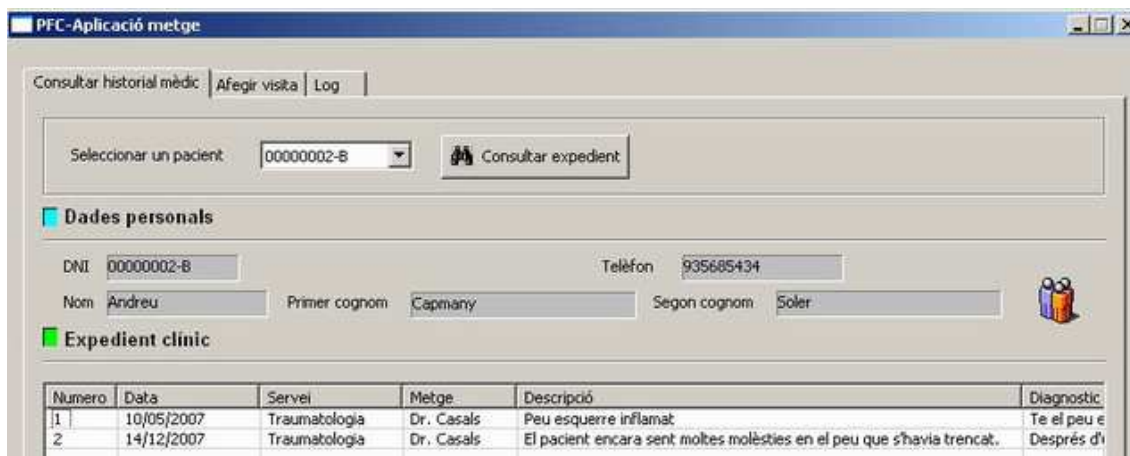 PFC-Aplicació metge
Consultar historial mèdic Afegir visita Log
Seleccionar un pacient 00000002-B Consultar expedient
Dades personals
DNI 00000002-B Telèfon 935685434
Nom Andreu Primer cognom Capmany Segon cognom Soler
Expedient clínic
Numero Data Servei Metge Descripció Diagnostic
1 10/05/2007 Traumatologia Dr. Casals Peu esquerre inflamat Te el peu e
2 14/12/2007 Traumatologia Dr. Casals El pacient encara sent moltes molèsties en el peu que s'havia trencat. Després d'